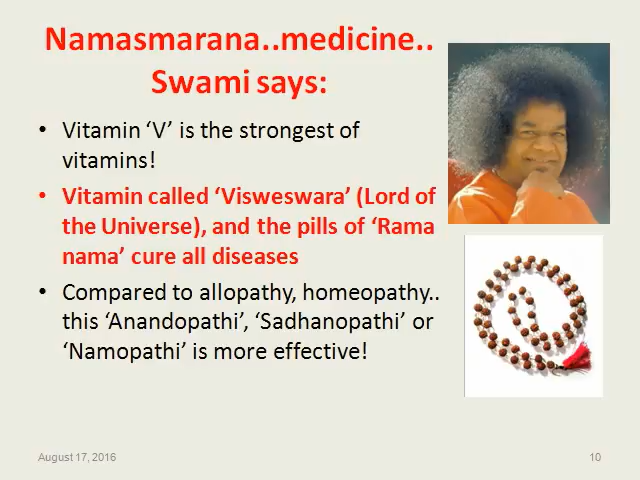 Namasmarana..medicine..
Swami says:
• Vitamin ‘V’ is the strongest of
vitamins!
• Vitamin called ‘Visweswara’ (Lord of
the Universe), and the pills of ‘Rama
nama’ cure all diseases
• Compared to allopathy, homeopathy..
this ‘Anandopathi’, ‘Sadhanopathi’ or
‘Namopathi’ is more effective!
August 17, 2016
10